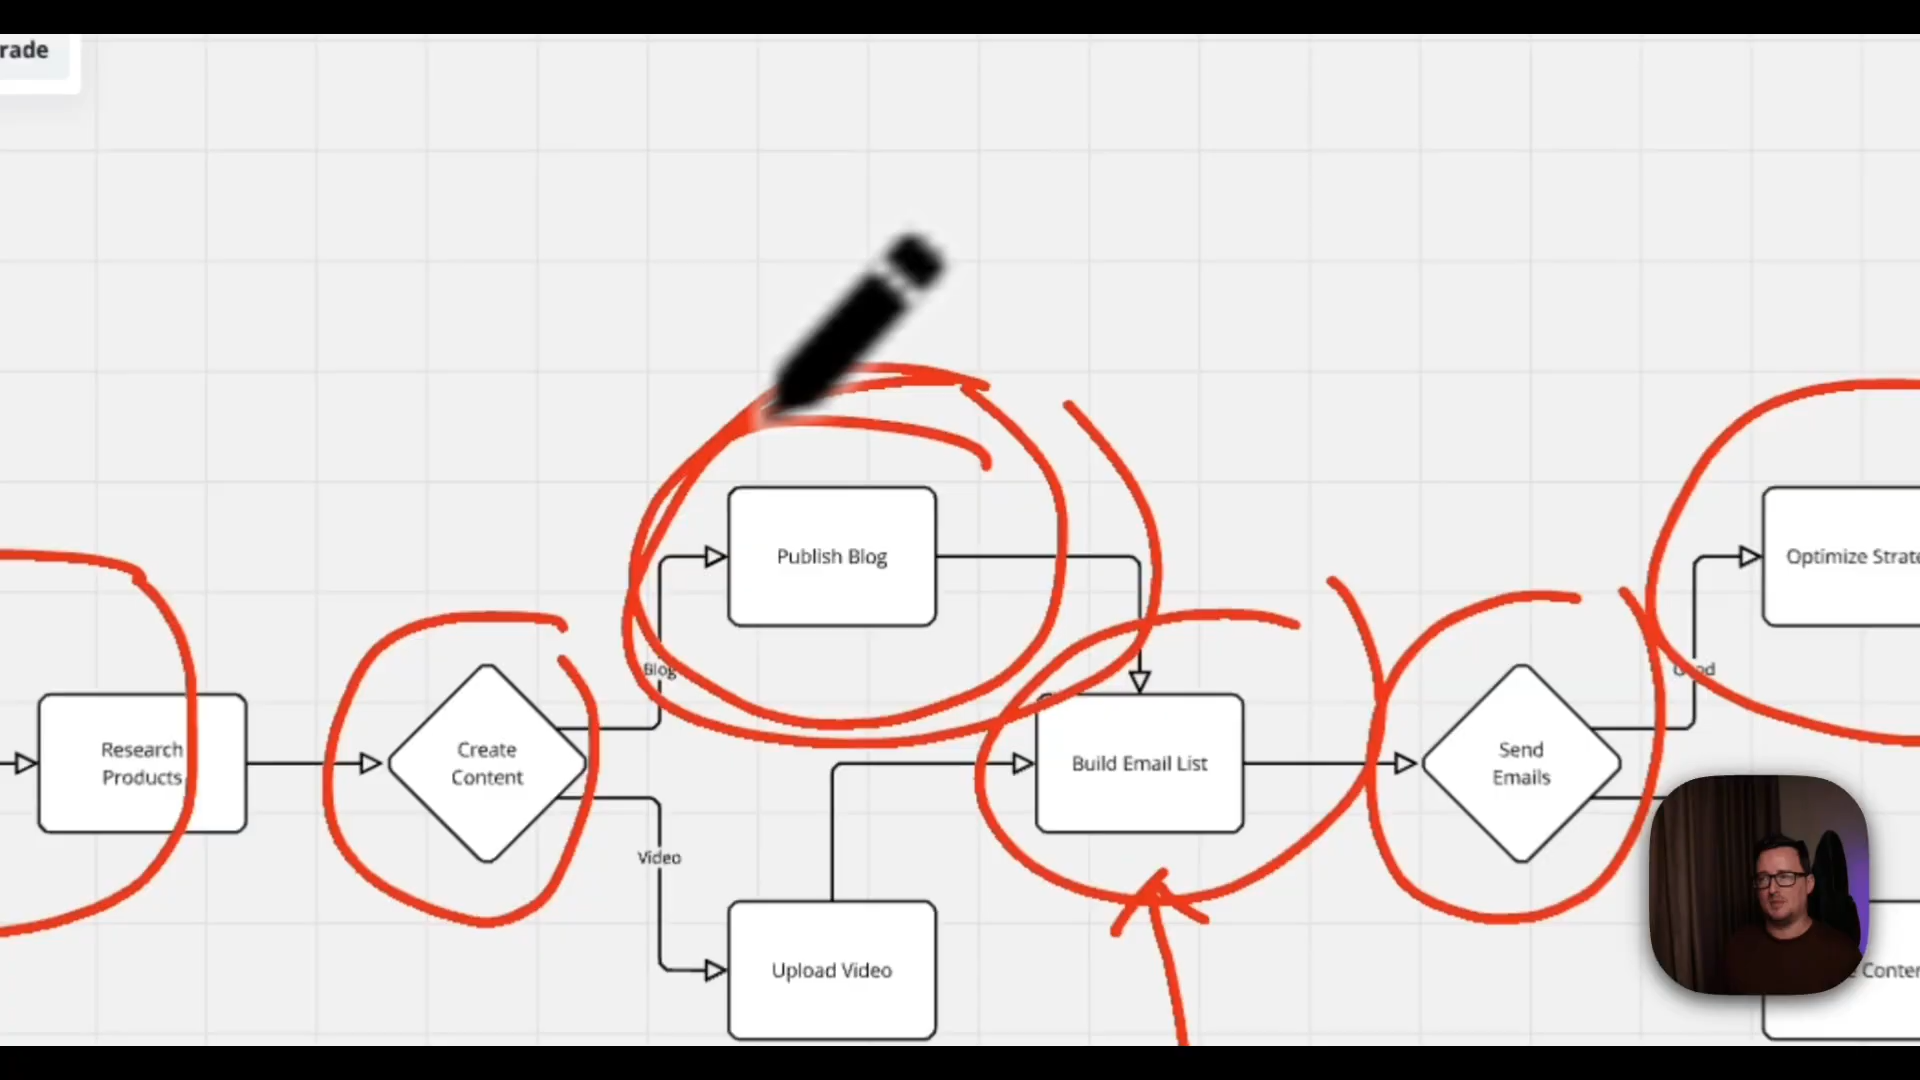 rade
Publish Blog
Optimize Strate
Blog
Research
Products
Create
Content
Build Email List
Send
Emails
Video
Upload Video
Conter